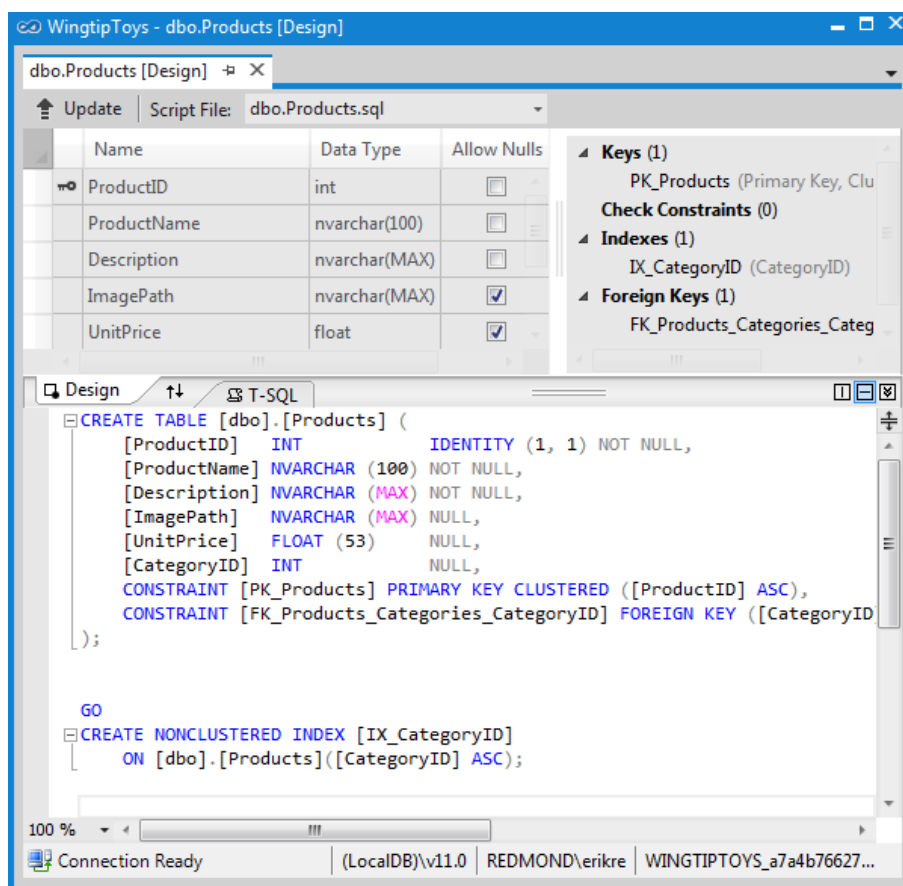 WingtipToys - dbo.Products [Design]
dbo.Products [Design]
Update Script File: dbo.Products.sql
Name Data Type Allow Nulls
ProductID int
ProductName nvarchar(100)
Description nvarchar(MAX)
ImagePath nvarchar(MAX)
UnitPrice float
Keys (1)
PK_Products (Primary Key, Clu
Check Constraints (0)
Indexes (1)
IX_CategoryID (CategoryID)
Foreign Keys (1)
FK_Products_Categories_Categ
Design T-SQL
CREATE TABLE [dbo].[Products] (
[ProductID] INT IDENTITY (1, 1) NOT NULL,
[ProductName] NVARCHAR (100) NOT NULL,
[Description] NVARCHAR (MAX) NOT NULL,
[ImagePath] NVARCHAR (MAX) NULL,
[UnitPrice] FLOAT (53) NULL,
[CategoryID] INT NULL,
CONSTRAINT [PK_Products] PRIMARY KEY CLUSTERED ([ProductID] ASC),
CONSTRAINT [FK_Products_Categories_CategoryID] FOREIGN KEY ([CategoryID]
);
GO
CREATE NONCLUSTERED INDEX [IX_CategoryID]
ON [dbo].[Products]([CategoryID] ASC);
100 %
Connection Ready (LocalDB)\v11.0 REDMOND\erikre WINGTIPTOYS_a7a4b76627...